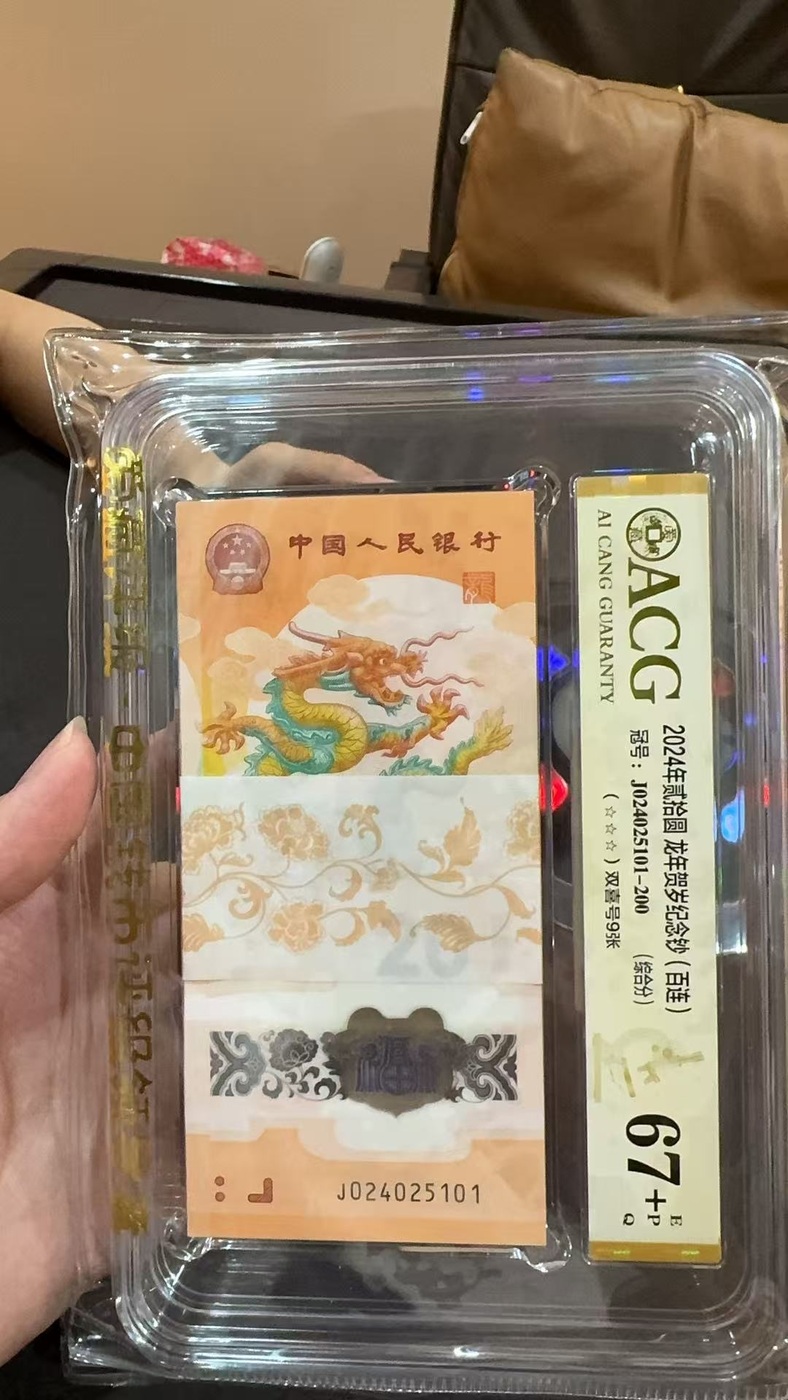 中国人民银行
J024025101
ACG
AI CANG GUARANTY
2024年贰拾圆 龙年贺岁纪念钞（百连）
冠号：J024025101-200 （综合分）
（☆☆☆）双喜号9张
67+
E
P
Q